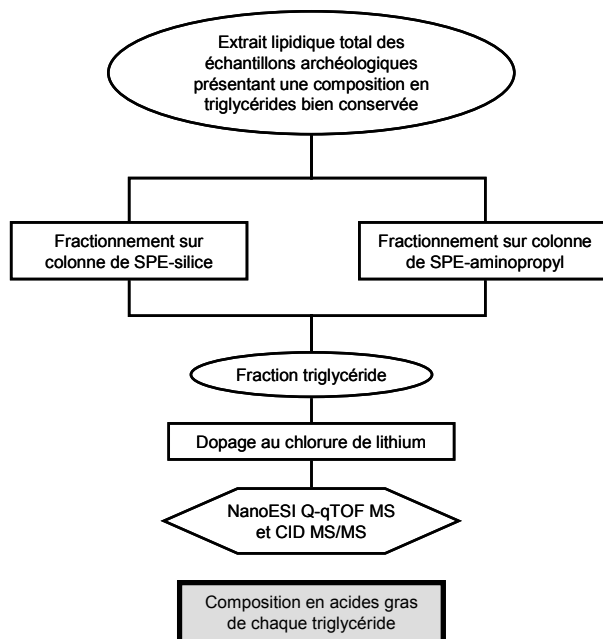 Extrait lipidique total des
échantillons archéologiques
présentant une composition en
triglycérides bien conservée
Fractionnement sur
colonne de SPE-silice
Fractionnement sur colonne
de SPE-aminopropyl
Fraction triglycéride
Dopage au chlorure de lithium
NanoESI Q-qTOF MS
et CID MS/MS
Composition en acides gras
de chaque triglycéride